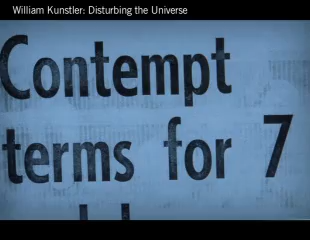 William Kunstler: Disturbing the Universe
Contempt
terms for 7